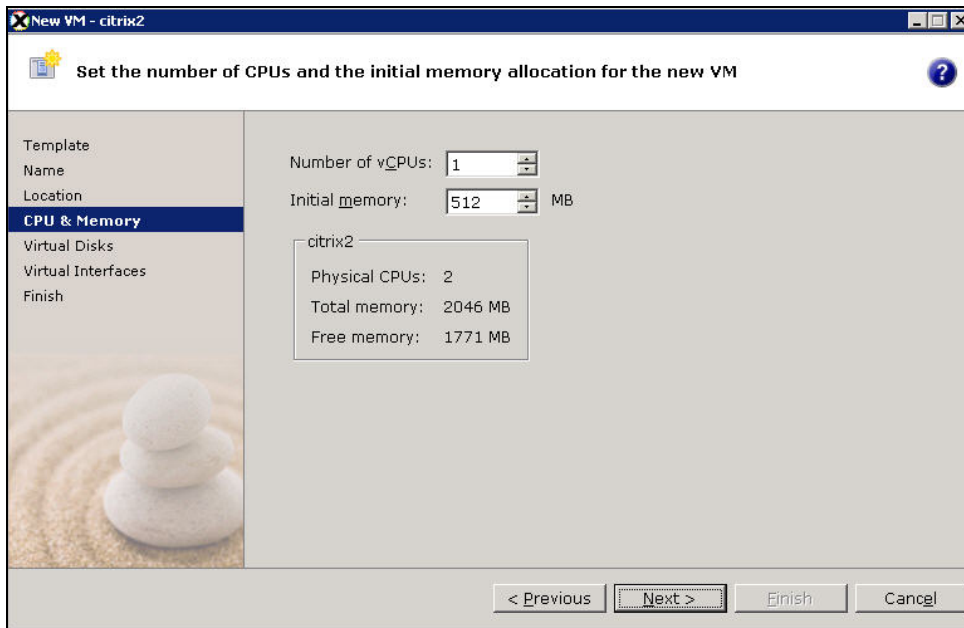 New VM - citrix2
Set the number of CPUs and the initial memory allocation for the new VM
?
Template
Name
Location
CPU & Memory
Virtual Disks
Virtual Interfaces
Finish
Number of vCPUs: 1
Initial memory: 512 MB
citrix2
Physical CPUs: 2
Total memory: 2046 MB
Free memory: 1771 MB
< Previous Next > Finish Cancel